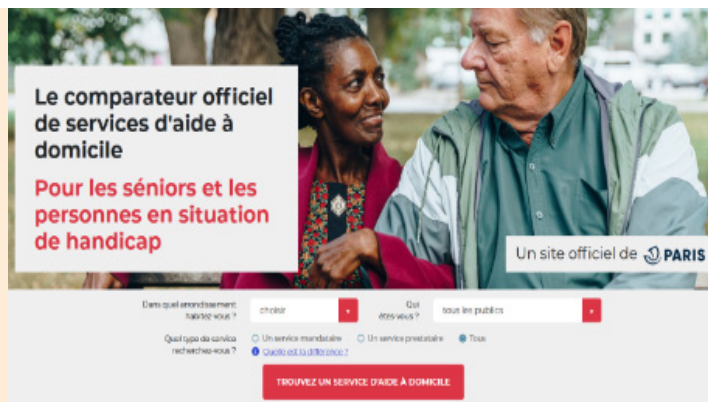 Le comparateur officiel
de services d'aide à
domicile
Pour les séniors et les
personnes en situation
de handicap
Un site officiel de PARIS
Dans quel arrondissement
habitez-vous ?
choisir
Qui
êtes-vous ?
tous les publics
Quel type de service
recherchez-vous ?
Un service mandataire
Un service prestataire
Tous
Quelle est la différence ?
TROUVEZ UN SERVICE D'AIDE À DOMICILE